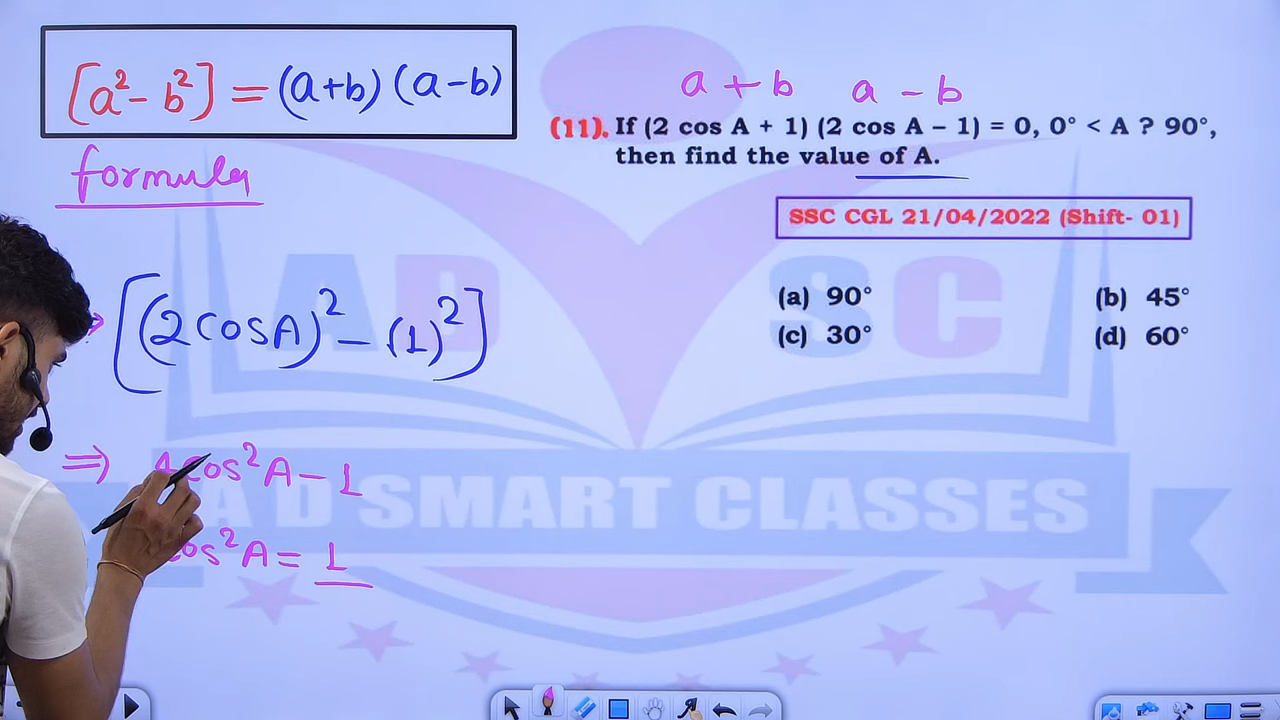 [a²- b²] = (a+b) (a-b)
formula
a + b a - b
(11). If (2 cos A + 1) (2 cos A − 1) = 0, 0° < A ? 90°,
then find the value of A.
SSC CGL 21/04/2022 (Shift- 01)
(a) 90° (b) 45°
(c) 30° (d) 60°
[(2cosA)² - (1)²]
⇒ 4cos²A - 1
cos²A = 1
A D S C
A D SMART CLASSES